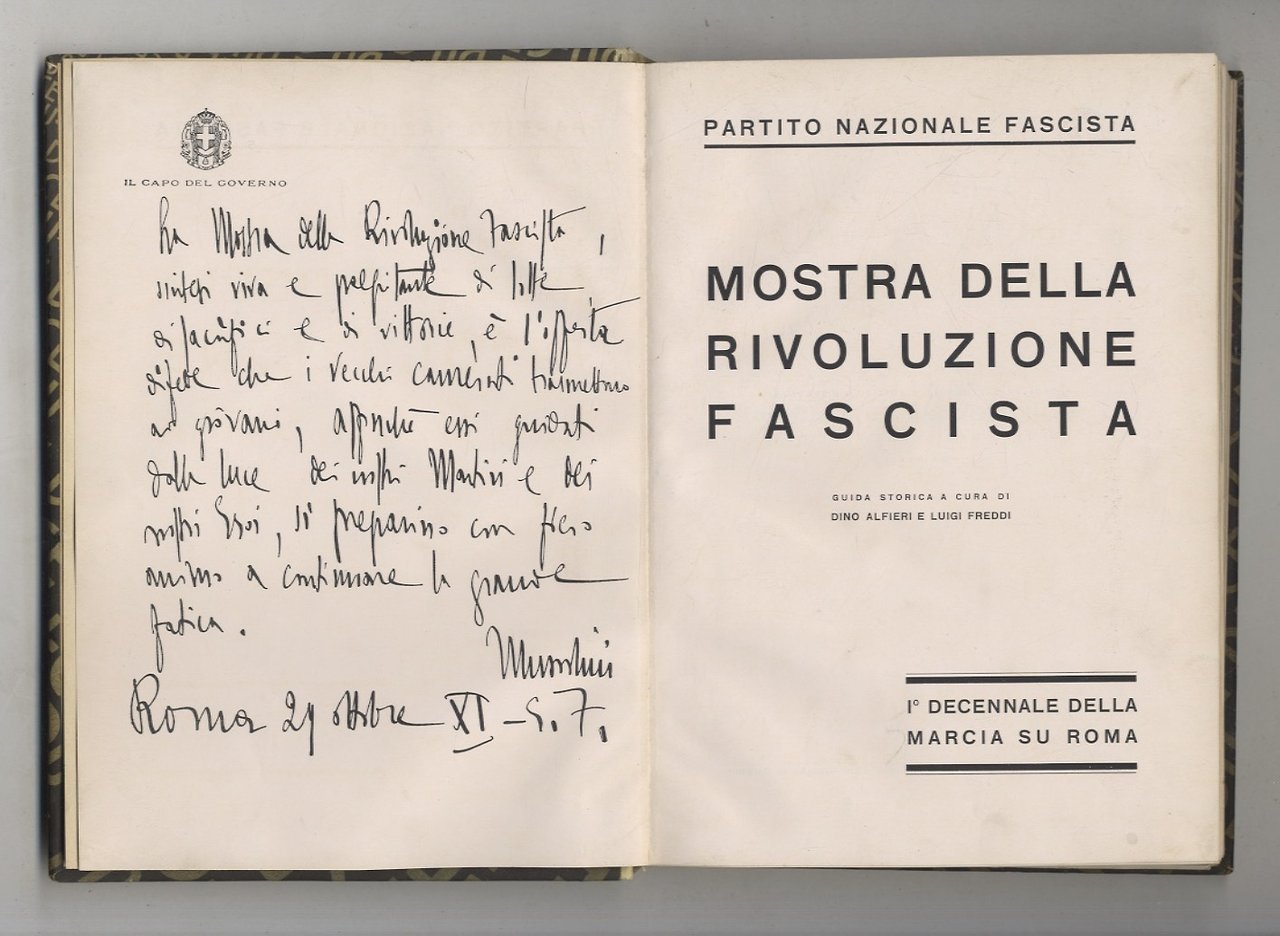 IL CAPO DEL GOVERNO
La Mostra della Rivoluzione Fascista,
sintesi viva e palpitante di lotte
di sacrifici e di vittorie, è l'offerta
di fede che i vecchi camerati trasmettono
ai giovani, affinché essi guidati
dalla luce dei nostri Martiri e dei
nostri Eroi, si preparino con fiero
animo a continuare la grande
fatica.
Mussolini
Roma 29 ottobre XI - E. F.
PARTITO NAZIONALE FASCISTA
MOSTRA DELLA
RIVOLUZIONE
FASCISTA
GUIDA STORICA A CURA DI
DINO ALFIERI E LUIGI FREDDI
I° DECENNALE DELLA
MARCIA SU ROMA